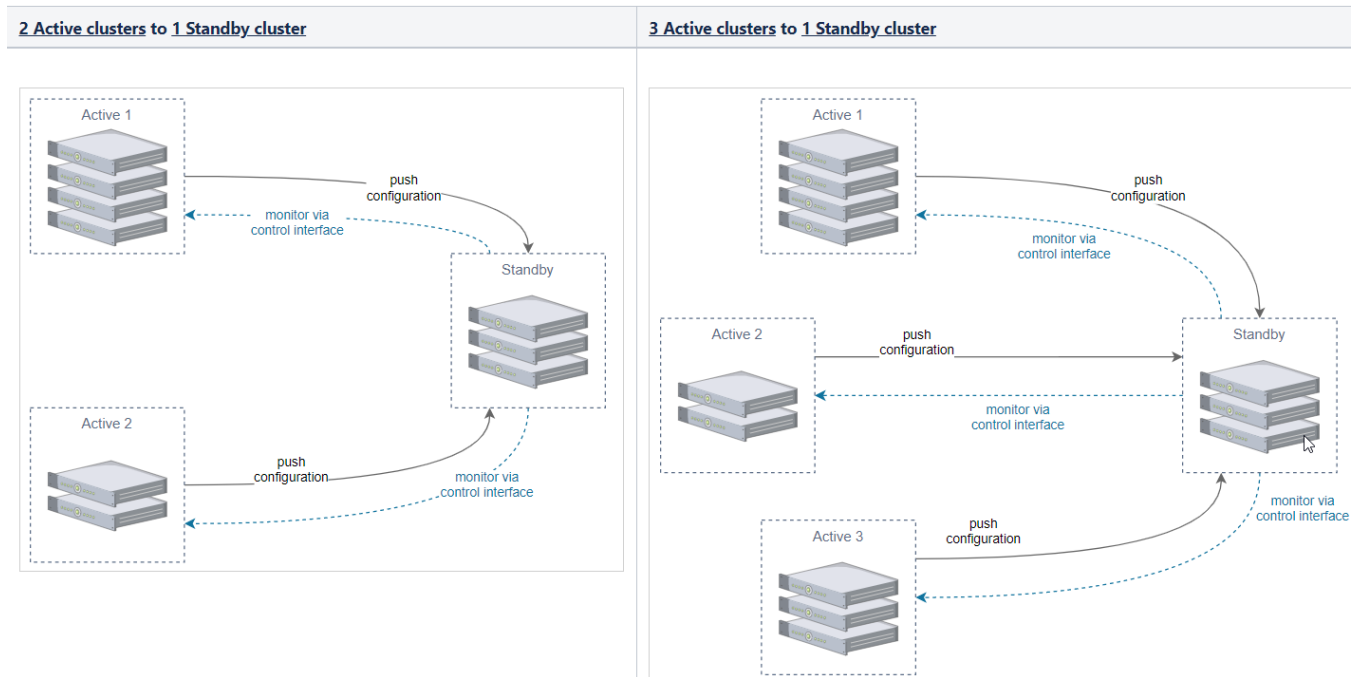 2 Active clusters to 1 Standby cluster
3 Active clusters to 1 Standby cluster
Active 1
push
configuration
monitor via
control interface
Standby
Active 2
push
configuration
monitor via
control interface
Active 1
push
configuration
monitor via
control interface
Active 2
push
configuration
monitor via
control interface
Standby
Active 3
push
configuration
monitor via
control interface